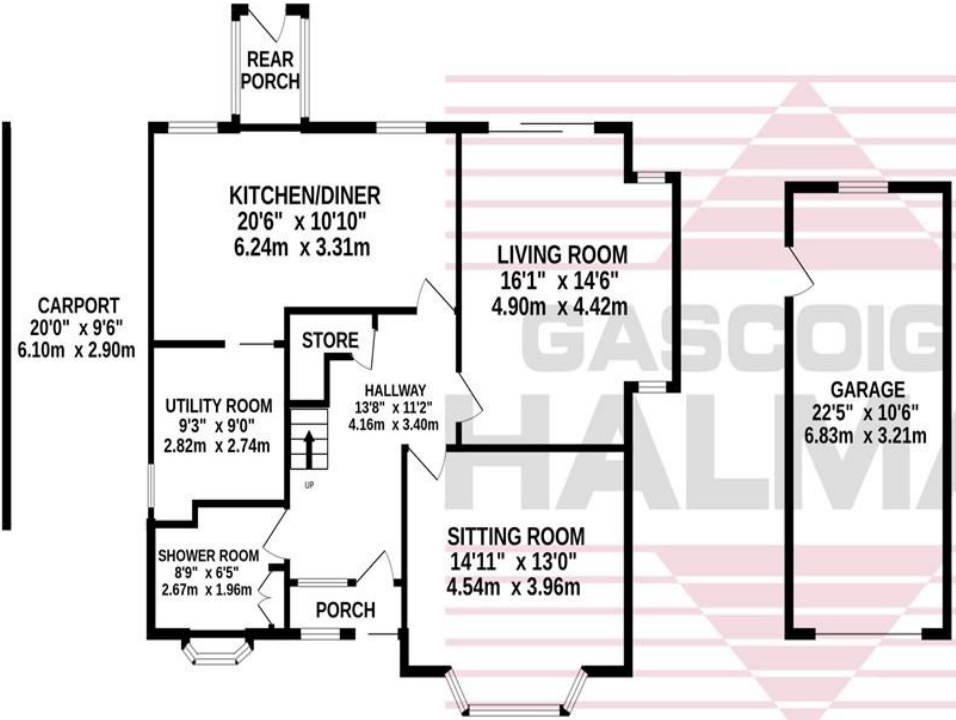 REAR
PORCH
KITCHEN/DINER
20'6" x 10'10"
6.24m x 3.31m
LIVING ROOM
16'1" x 14'6"
4.90m x 4.42m
CARPORT
20'0" x 9'6"
6.10m x 2.90m
STORE
HALLWAY
13'8" x 11'2"
4.16m x 3.40m
GARAGE
22'5" x 10'6"
6.83m x 3.21m
UTILITY ROOM
9'3" x 9'0"
2.82m x 2.74m
UP
SITTING ROOM
14'11" x 13'0"
4.54m x 3.96m
SHOWER ROOM
8'9" x 6'5"
2.67m x 1.96m
PORCH
GASCOIG
HALMA